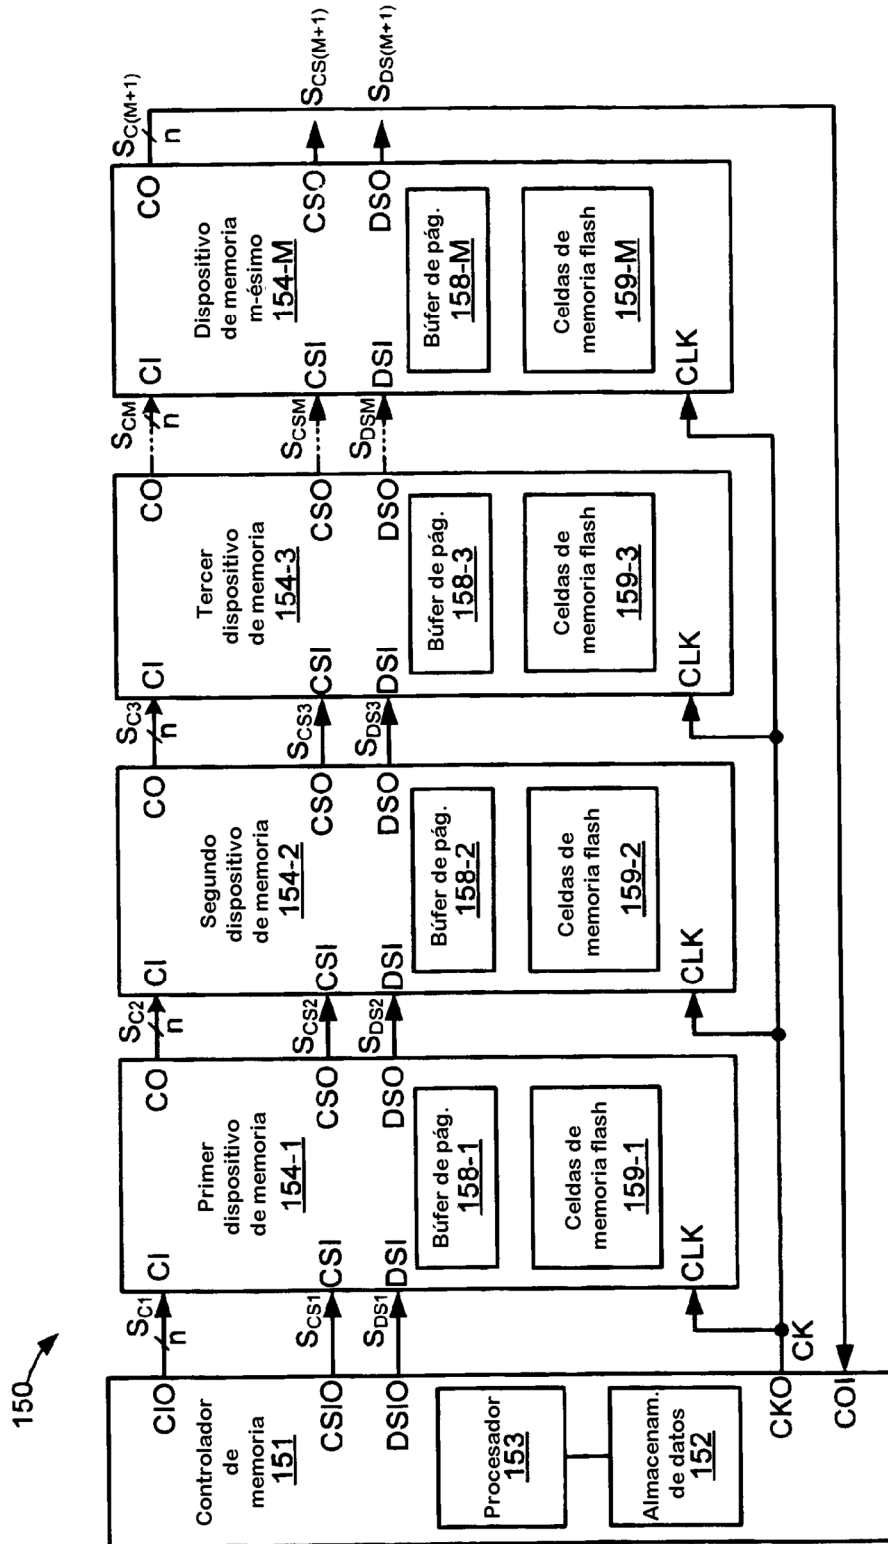 150
Controlador
de
memoria
151
CIO
CSIO
DSIO
Procesador
153
Almacenam.
de datos
152
CKO
CK
COI
SC1
n
SCS1
SDS1
CI
CSI
DSI
CLK
Primer
dispositivo
de memoria
154-1
Búfer de pág.
158-1
Celdas de
memoria flash
159-1
CO
CSO
DSO
SC2
n
SCS2
SDS2
CI
CSI
DSI
CLK
Segundo
dispositivo
de memoria
154-2
Búfer de pág.
158-2
Celdas de
memoria flash
159-2
CO
CSO
DSO
SC3
n
SCS3
SDS3
CI
CSI
DSI
CLK
Tercer
dispositivo
de memoria
154-3
Búfer de pág.
158-3
Celdas de
memoria flash
159-3
CO
CSO
DSO
SCM
n
SCSM
SDSM
CI
CSI
DSI
CLK
Dispositivo
de memoria
m-ésimo
154-M
Búfer de pág.
158-M
Celdas de
memoria flash
159-M
CO
CSO
DSO
SC(M+1)
n
SCS(M+1)
SDS(M+1)